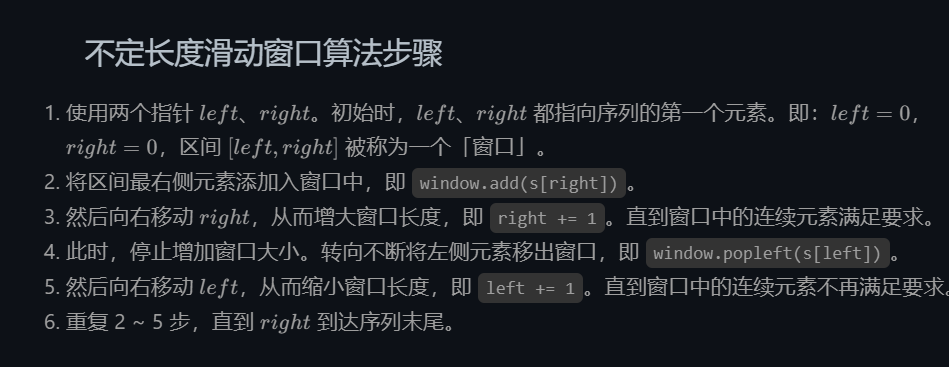 不定长度滑动窗口算法步骤
1. 使用两个指针 left、right。初始时，left、right 都指向序列的第一个元素。即：left = 0，
right = 0，区间 [left, right] 被称为一个「窗口」。
2. 将区间最右侧元素添加入窗口中，即 window.add(s[right])。
3. 然后向右移动 right，从而增大窗口长度，即 right += 1。直到窗口中的连续元素满足要求。
4. 此时，停止增加窗口大小。转向不断将左侧元素移出窗口，即 window.popleft(s[left])。
5. 然后向右移动 left，从而缩小窗口长度，即 left += 1。直到窗口中的连续元素不再满足要求。
6. 重复 2 ~ 5 步，直到 right 到达序列末尾。